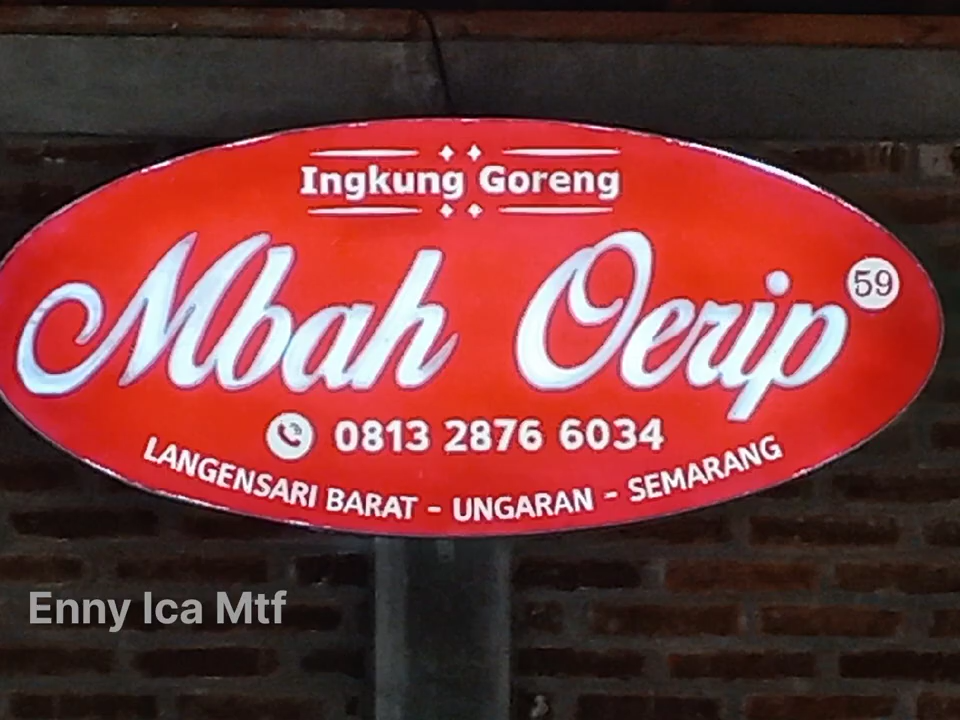 Ingkung Goreng
Mbah Oerip 59
0813 2876 6034
LANGENSARI BARAT - UNGARAN - SEMARANG
Enny Ica Mtf